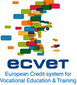 ecvet
European Credit system for
Vocational Education & Training